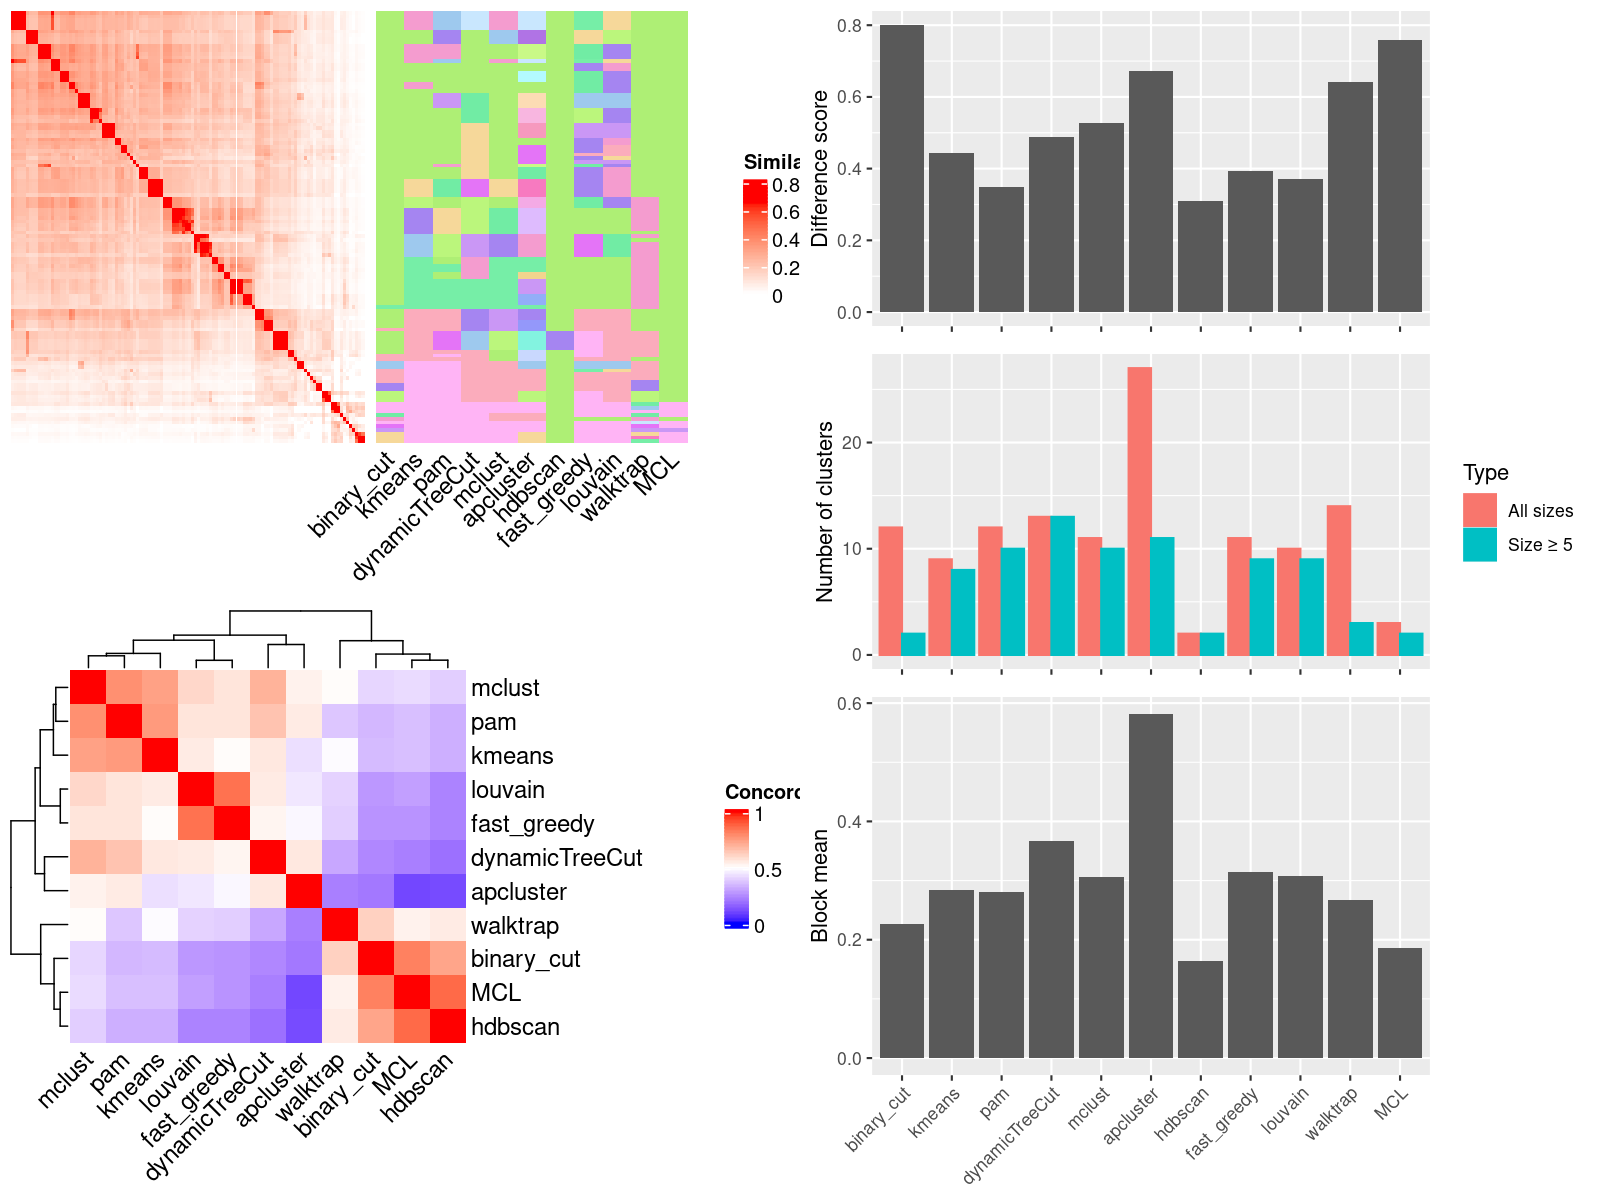 Simila
0.8
0.6
0.4
0.2
0
binary_cut
kmeans
pam
dynamicTreeCut
mclust
apcluster
hdbscan
fast_greedy
louvain
walktrap
MCL
mclust
pam
kmeans
louvain
fast_greedy
dynamicTreeCut
apcluster
walktrap
binary_cut
MCL
hdbscan
mclust
pam
kmeans
louvain
fast_greedy
dynamicTreeCut
apcluster
walktrap
binary_cut
MCL
hdbscan
Concord
1
0.5
0
Difference score
0.8
0.6
0.4
0.2
0.0
Number of clusters
20
10
0
Type
All sizes
Size ≥ 5
Block mean
0.6
0.4
0.2
0.0
binary_cut
kmeans
pam
dynamicTreeCut
mclust
apcluster
hdbscan
fast_greedy
louvain
walktrap
MCL